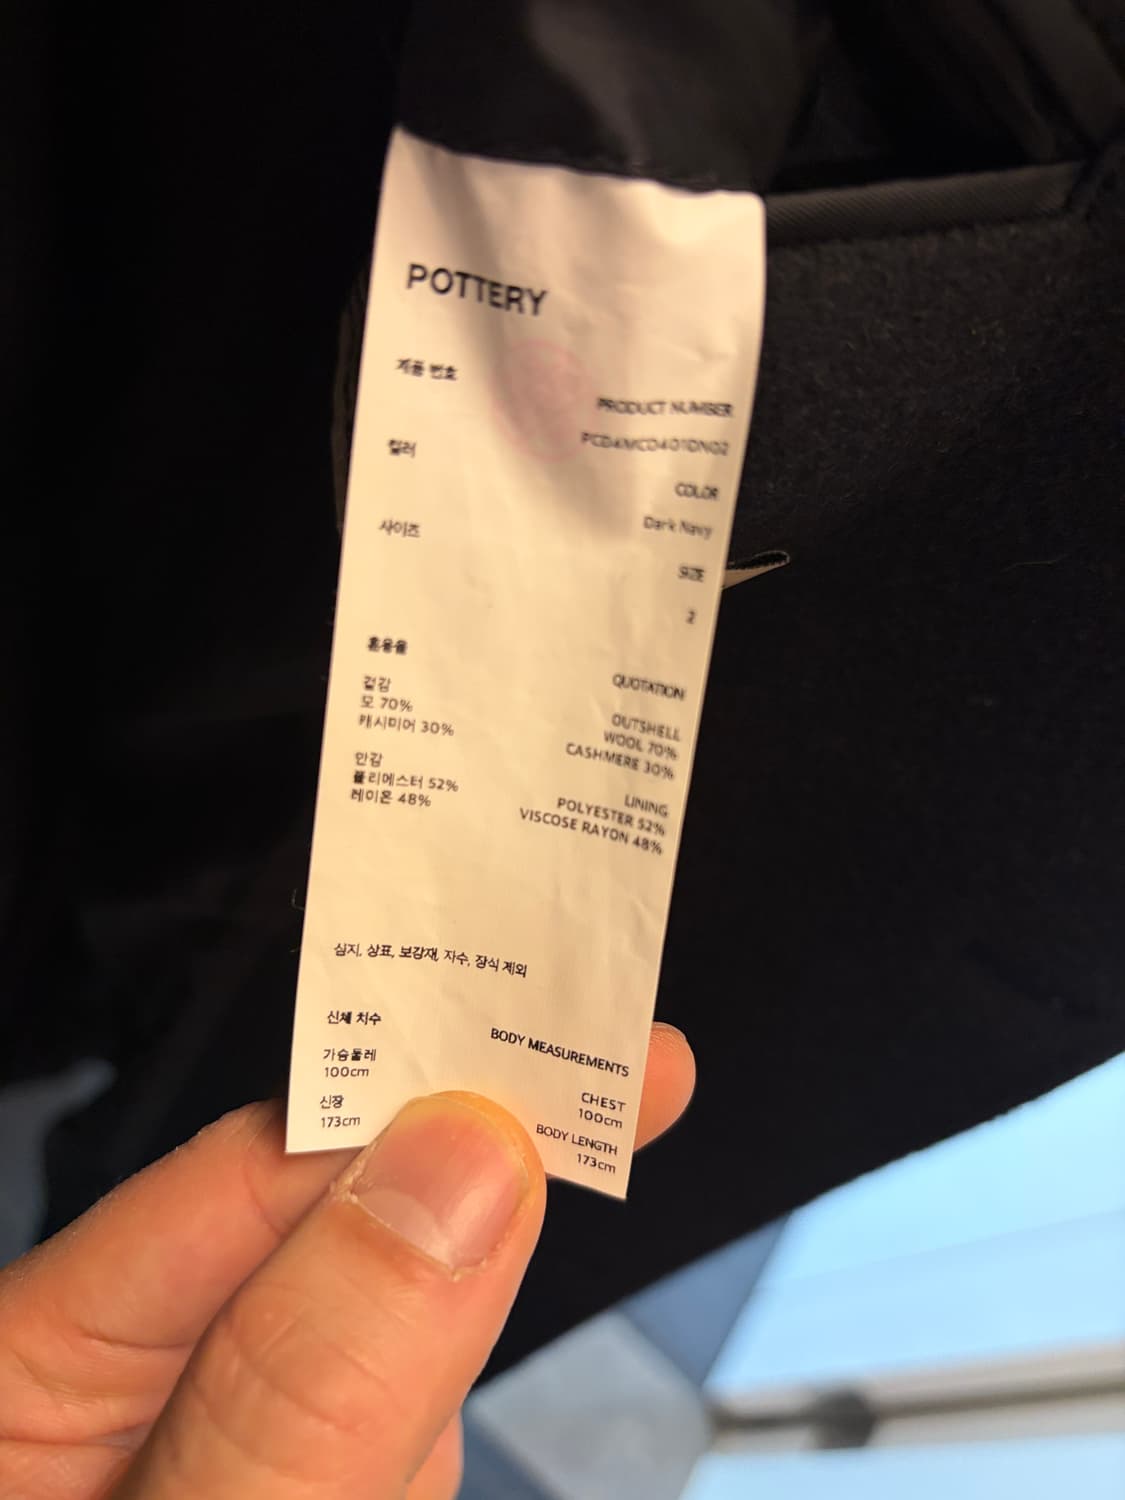 POTTERY
제품 번호
PRODUCT NUMBER
PCD4MCO401DN02
컬러
COLOR
Dark Navy
사이즈
SIZE
2
혼용율
QUOTATION
겉감
모 70%
캐시미어 30%
OUTSHELL
WOOL 70%
CASHMERE 30%
안감
폴리에스터 52%
레이온 48%
LINING
POLYESTER 52%
VISCOSE RAYON 48%
심지, 상표, 보강재, 자수, 장식 제외
신체 치수
BODY MEASUREMENTS
가슴둘레
100cm
CHEST
100cm
신장
173cm
BODY LENGTH
173cm